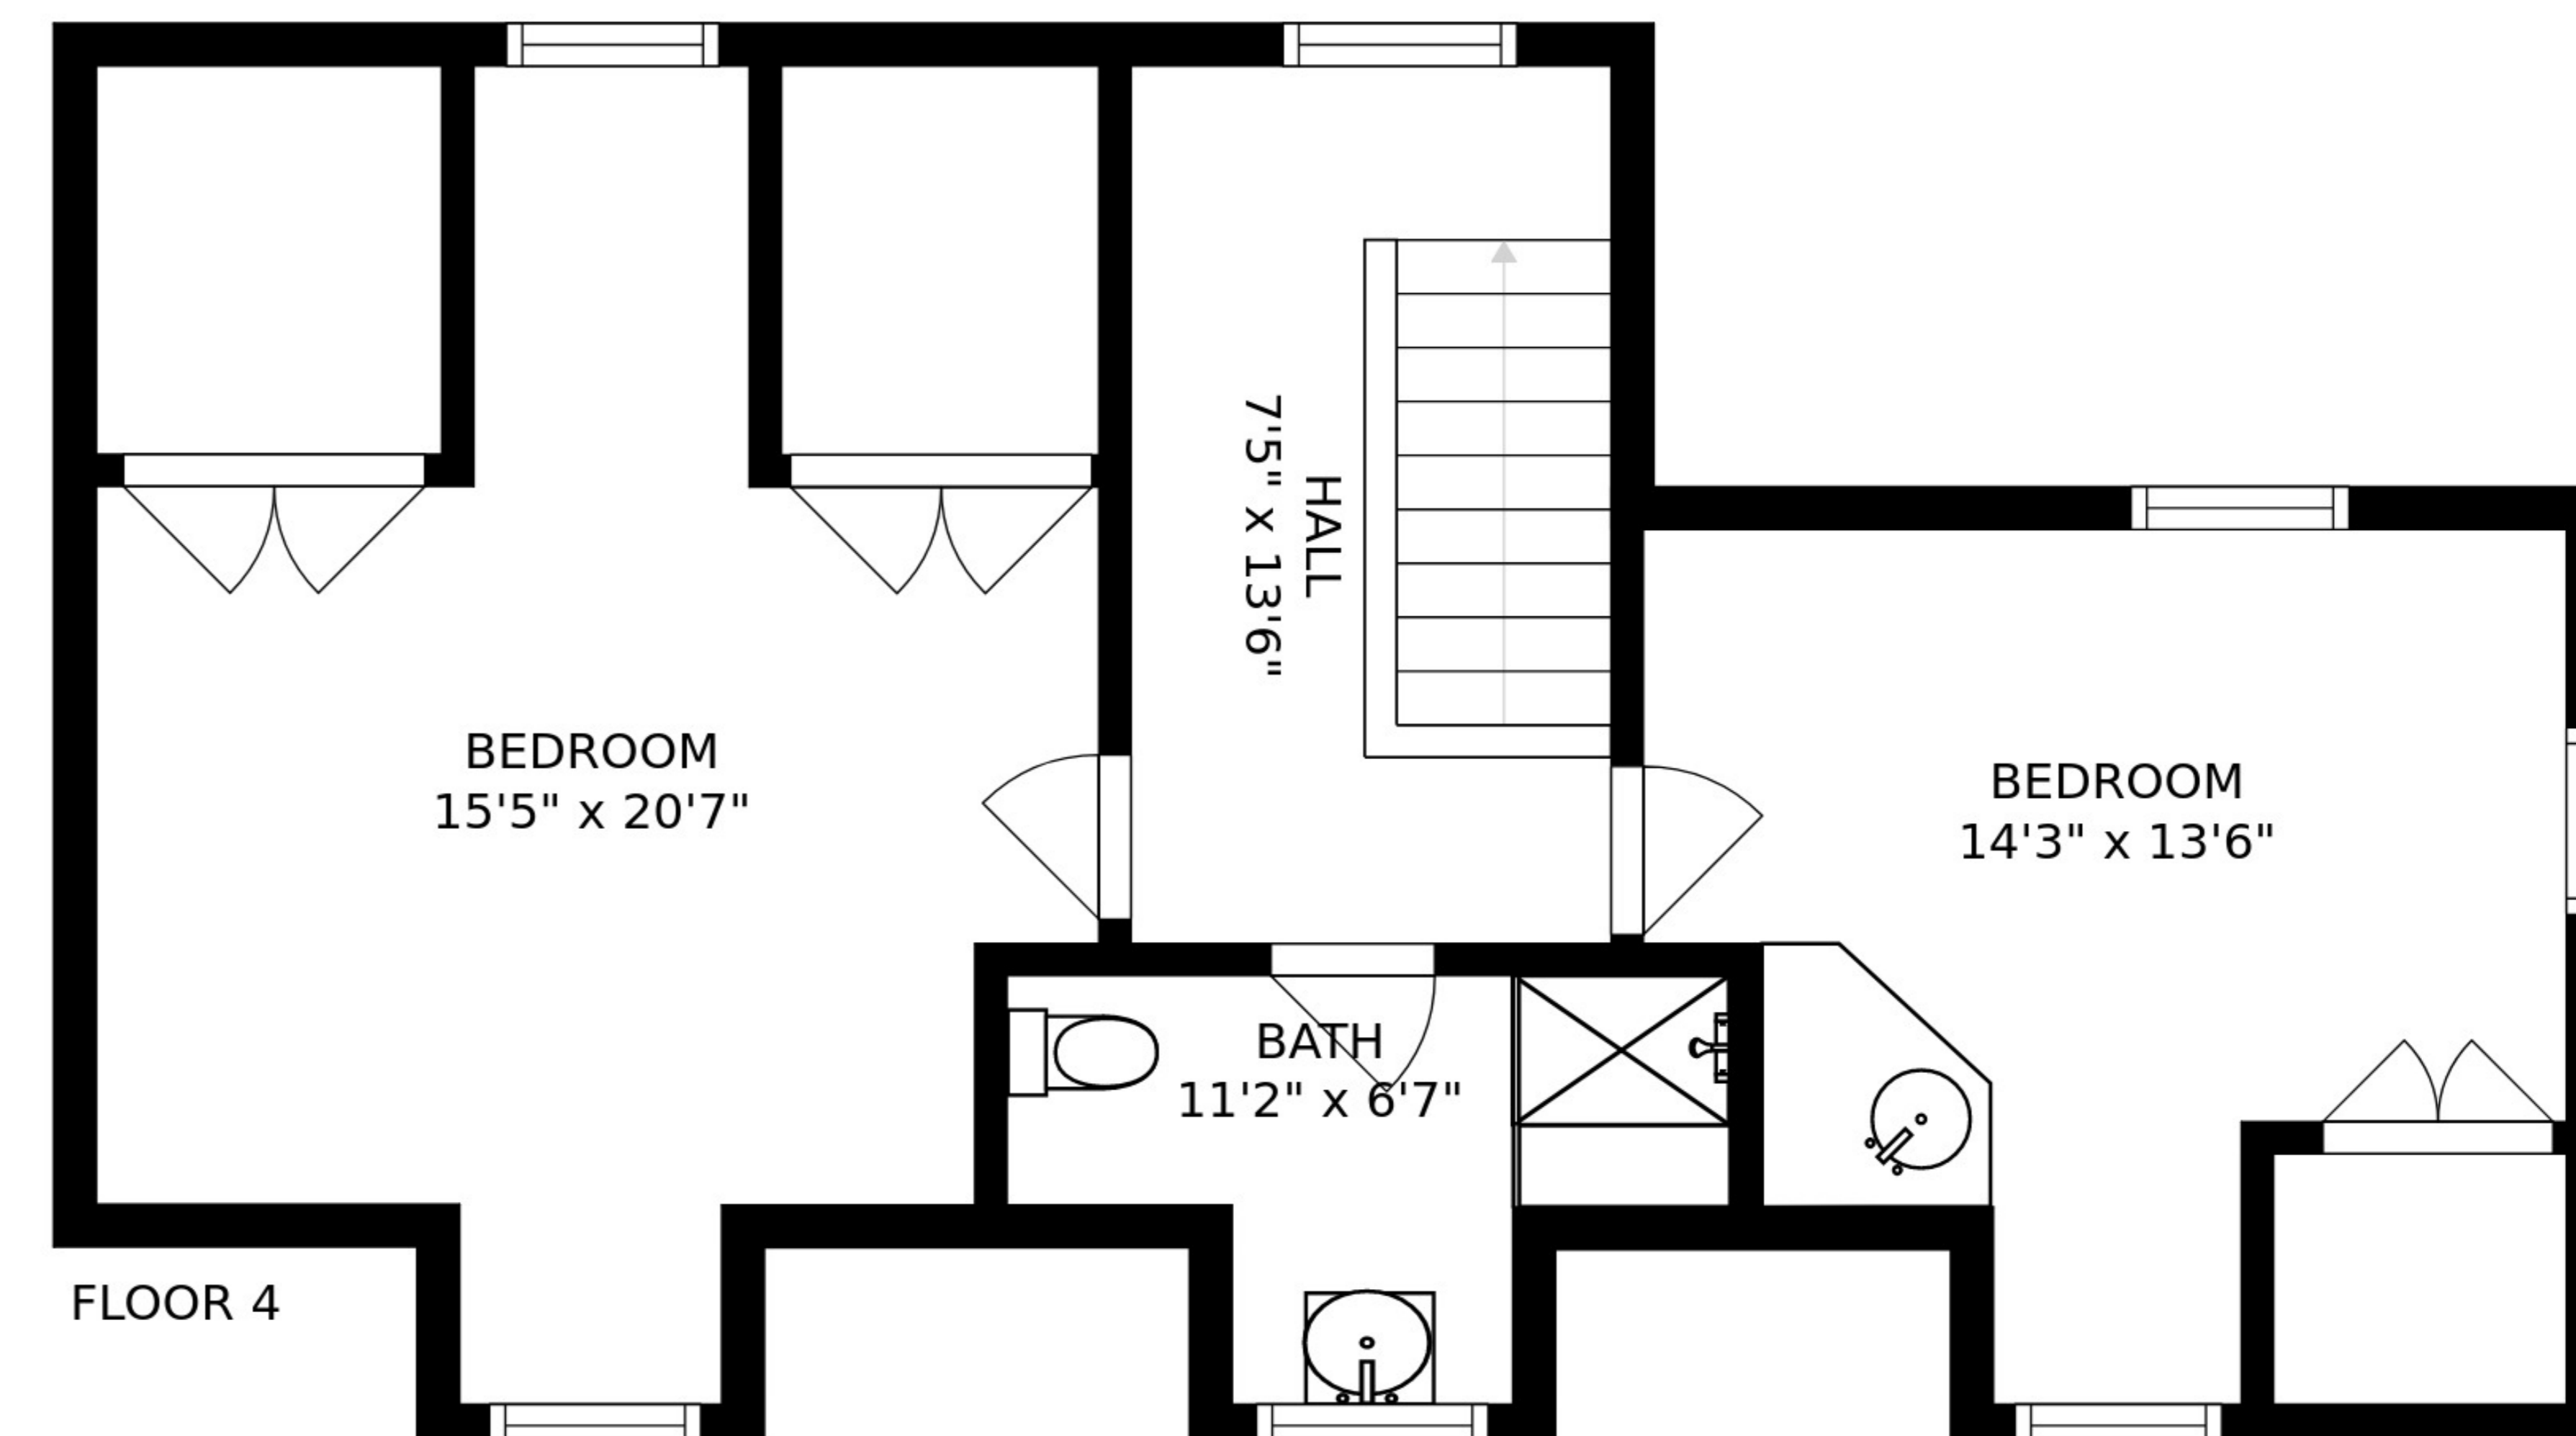 HALL
7'5" x 13'6"
BEDROOM
15'5" x 20'7"
BEDROOM
14'3" x 13'6"
BATH
11'2" x 6'7"
FLOOR 4